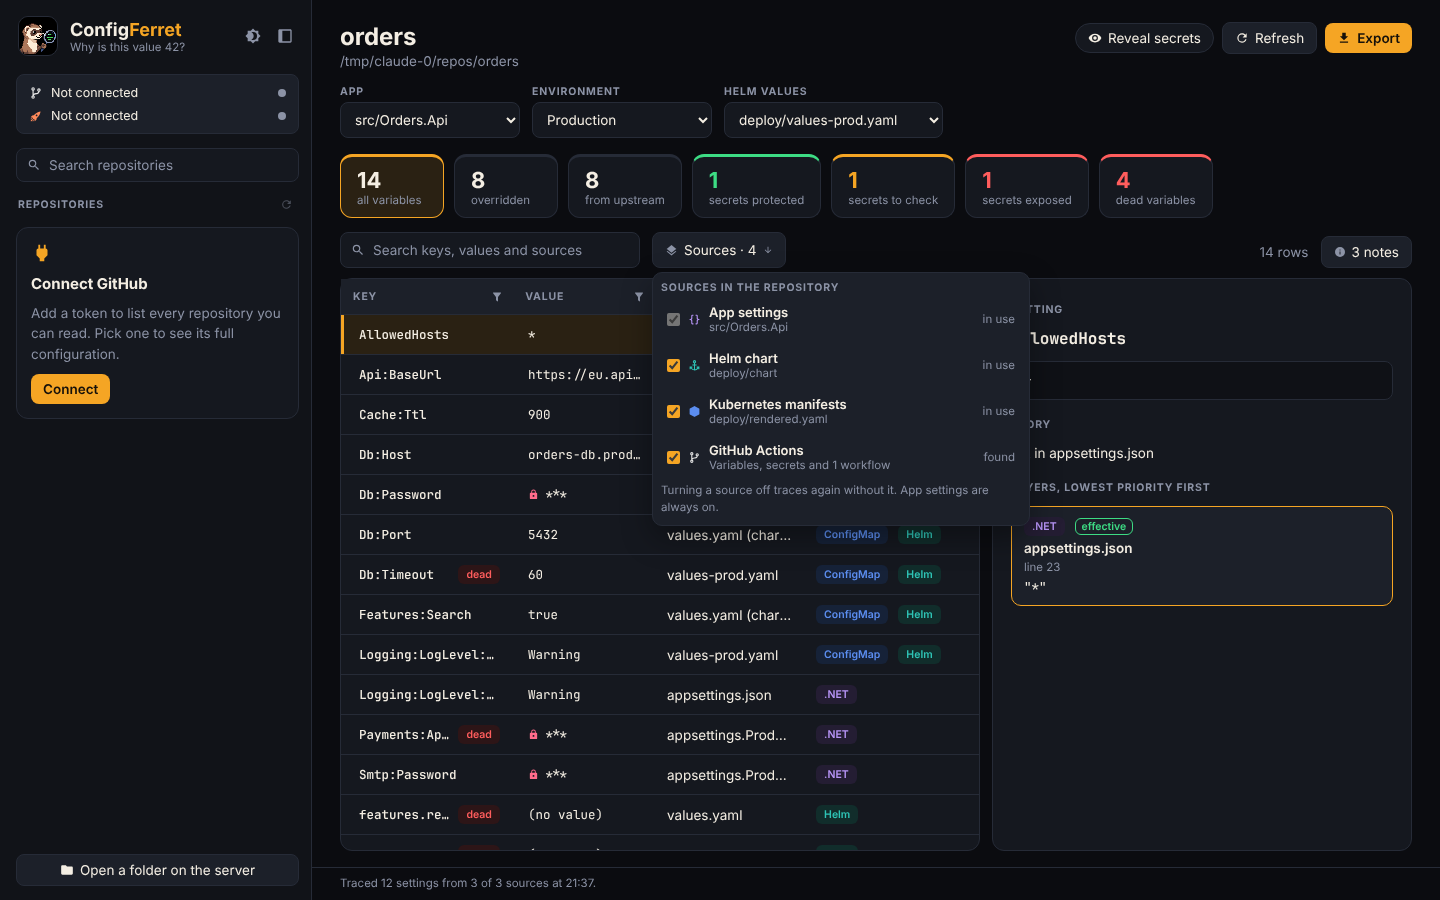 ConfigFerret
Why is this value 42?
Not connected
Not connected
Search repositories
REPOSITORIES
Connect GitHub
Add a token to list every repository you
can read. Pick one to see its full
configuration.
Connect
Open a folder on the server
orders
/tmp/claude-0/repos/orders
Reveal secrets
Refresh
Export
APP
ENVIRONMENT
HELM VALUES
src/Orders.Api
Production
deploy/values-prod.yaml
14
all variables
8
overridden
8
from upstream
1
secrets protected
1
secrets to check
1
secrets exposed
4
dead variables
Search keys, values and sources
Sources · 4
14 rows
3 notes
KEY
VALUE
AllowedHosts
*
Api:BaseUrl
https://eu.api…
Cache:Ttl
900
Db:Host
orders-db.prod…
Db:Password
***
Db:Port
5432
values.yaml (char…
ConfigMap
Helm
Db:Timeout
dead
60
values-prod.yaml
ConfigMap
Helm
Features:Search
true
values.yaml (char…
ConfigMap
Helm
Logging:LogLevel:…
Warning
values-prod.yaml
ConfigMap
Helm
Logging:LogLevel:…
Warning
appsettings.json
.NET
Payments:Ap…
dead
***
appsettings.Prod…
.NET
Smtp:Password
***
appsettings.Prod…
.NET
features.re…
dead
(no value)
values.yaml
Helm
SOURCES IN THE REPOSITORY
App settings
src/Orders.Api
in use
Helm chart
deploy/chart
in use
Kubernetes manifests
deploy/rendered.yaml
in use
GitHub Actions
Variables, secrets and 1 workflow
found
Turning a source off traces again without it. App settings are
always on.
TTING
lowedHosts
ORY
in appsettings.json
YERS, LOWEST PRIORITY FIRST
.NET
effective
appsettings.json
line 23
"*"
Traced 12 settings from 3 of 3 sources at 21:37.